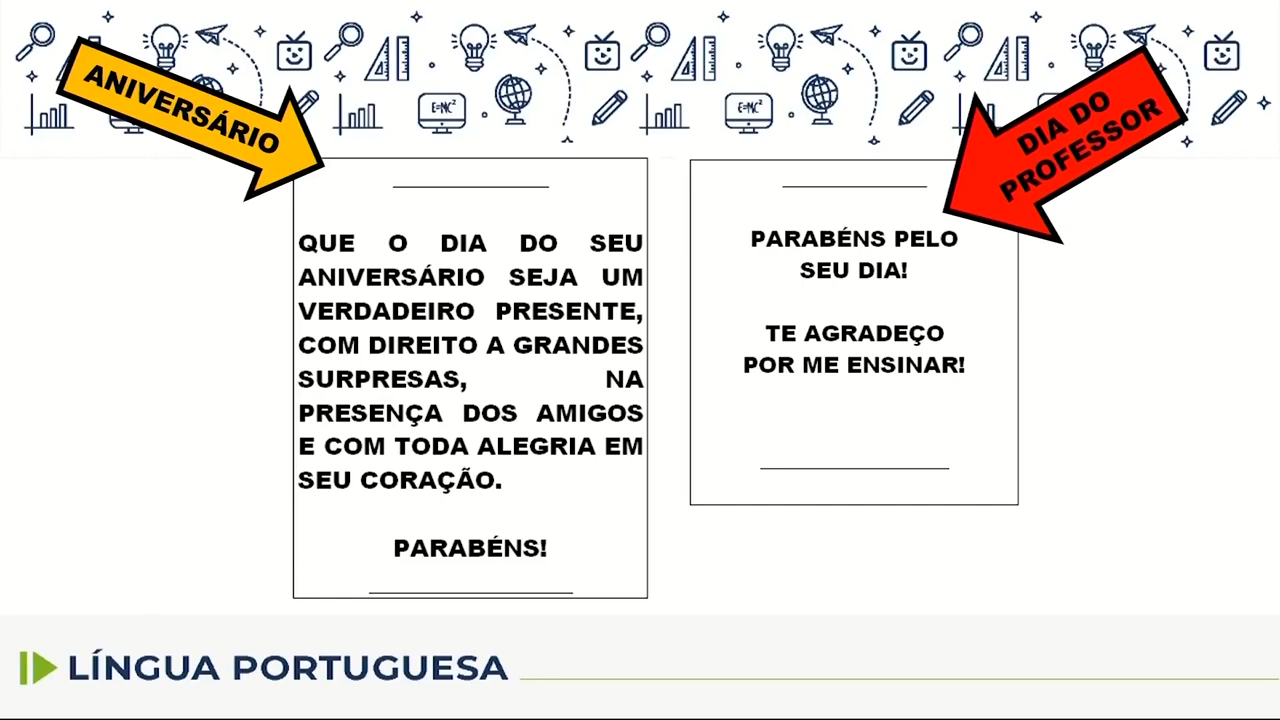 ANIVERSÁRIO
DIA DO
PROFESSOR
E=MC²
E=MC²
QUE O DIA DO SEU
ANIVERSÁRIO SEJA UM
VERDADEIRO PRESENTE,
COM DIREITO A GRANDES
SURPRESAS, NA
PRESENÇA DOS AMIGOS
E COM TODA ALEGRIA EM
SEU CORAÇÃO.
PARABÉNS!
PARABÉNS PELO
SEU DIA!
TE AGRADEÇO
POR ME ENSINAR!
LÍNGUA PORTUGUESA